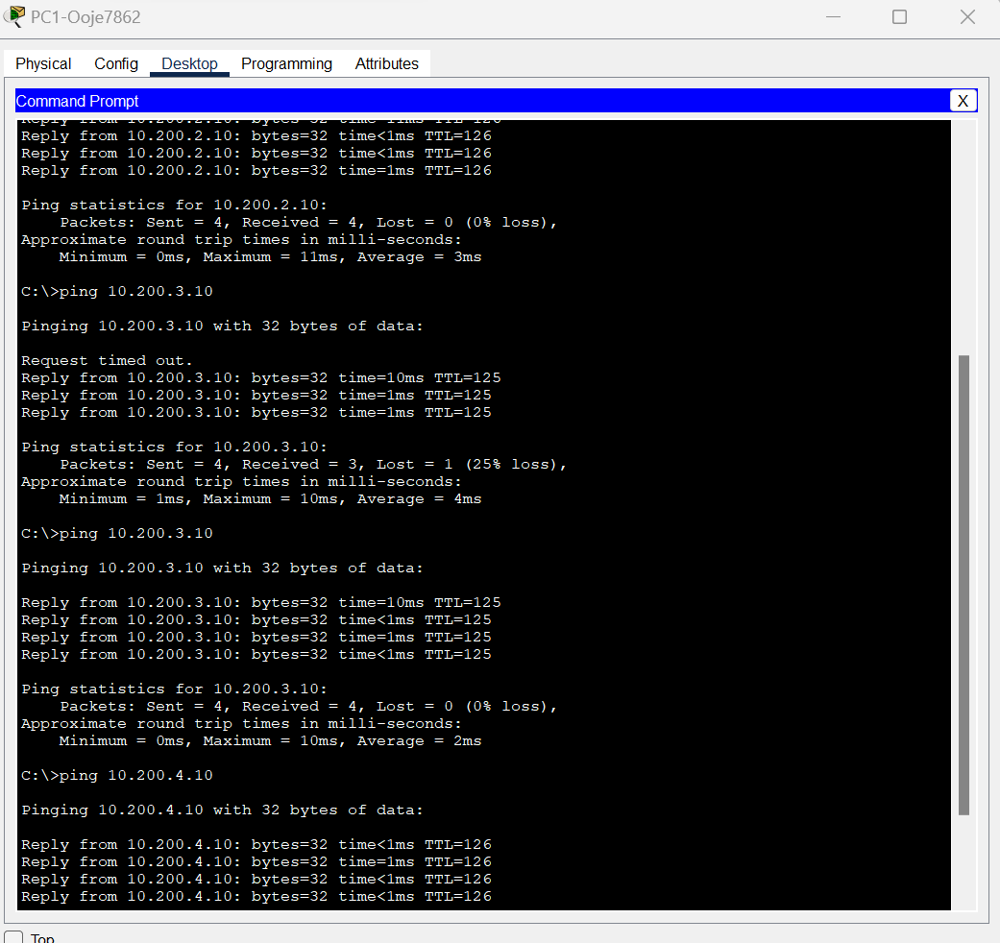 PC1-Ooje7862
Physical Config Desktop Programming Attributes
Command Prompt X
Reply from 10.200.2.10: bytes=32 time=11ms TTL=126
Reply from 10.200.2.10: bytes=32 time<1ms TTL=126
Reply from 10.200.2.10: bytes=32 time<1ms TTL=126
Reply from 10.200.2.10: bytes=32 time=1ms TTL=126
Ping statistics for 10.200.2.10:
Packets: Sent = 4, Received = 4, Lost = 0 (0% loss),
Approximate round trip times in milli-seconds:
Minimum = 0ms, Maximum = 11ms, Average = 3ms
C:\>ping 10.200.3.10
Pinging 10.200.3.10 with 32 bytes of data:
Request timed out.
Reply from 10.200.3.10: bytes=32 time=10ms TTL=125
Reply from 10.200.3.10: bytes=32 time=1ms TTL=125
Reply from 10.200.3.10: bytes=32 time=1ms TTL=125
Ping statistics for 10.200.3.10:
Packets: Sent = 4, Received = 3, Lost = 1 (25% loss),
Approximate round trip times in milli-seconds:
Minimum = 1ms, Maximum = 10ms, Average = 4ms
C:\>ping 10.200.3.10
Pinging 10.200.3.10 with 32 bytes of data:
Reply from 10.200.3.10: bytes=32 time=10ms TTL=125
Reply from 10.200.3.10: bytes=32 time<1ms TTL=125
Reply from 10.200.3.10: bytes=32 time=1ms TTL=125
Reply from 10.200.3.10: bytes=32 time<1ms TTL=125
Ping statistics for 10.200.3.10:
Packets: Sent = 4, Received = 4, Lost = 0 (0% loss),
Approximate round trip times in milli-seconds:
Minimum = 0ms, Maximum = 10ms, Average = 2ms
C:\>ping 10.200.4.10
Pinging 10.200.4.10 with 32 bytes of data:
Reply from 10.200.4.10: bytes=32 time<1ms TTL=126
Reply from 10.200.4.10: bytes=32 time=1ms TTL=126
Reply from 10.200.4.10: bytes=32 time<1ms TTL=126
Reply from 10.200.4.10: bytes=32 time<1ms TTL=126
Top